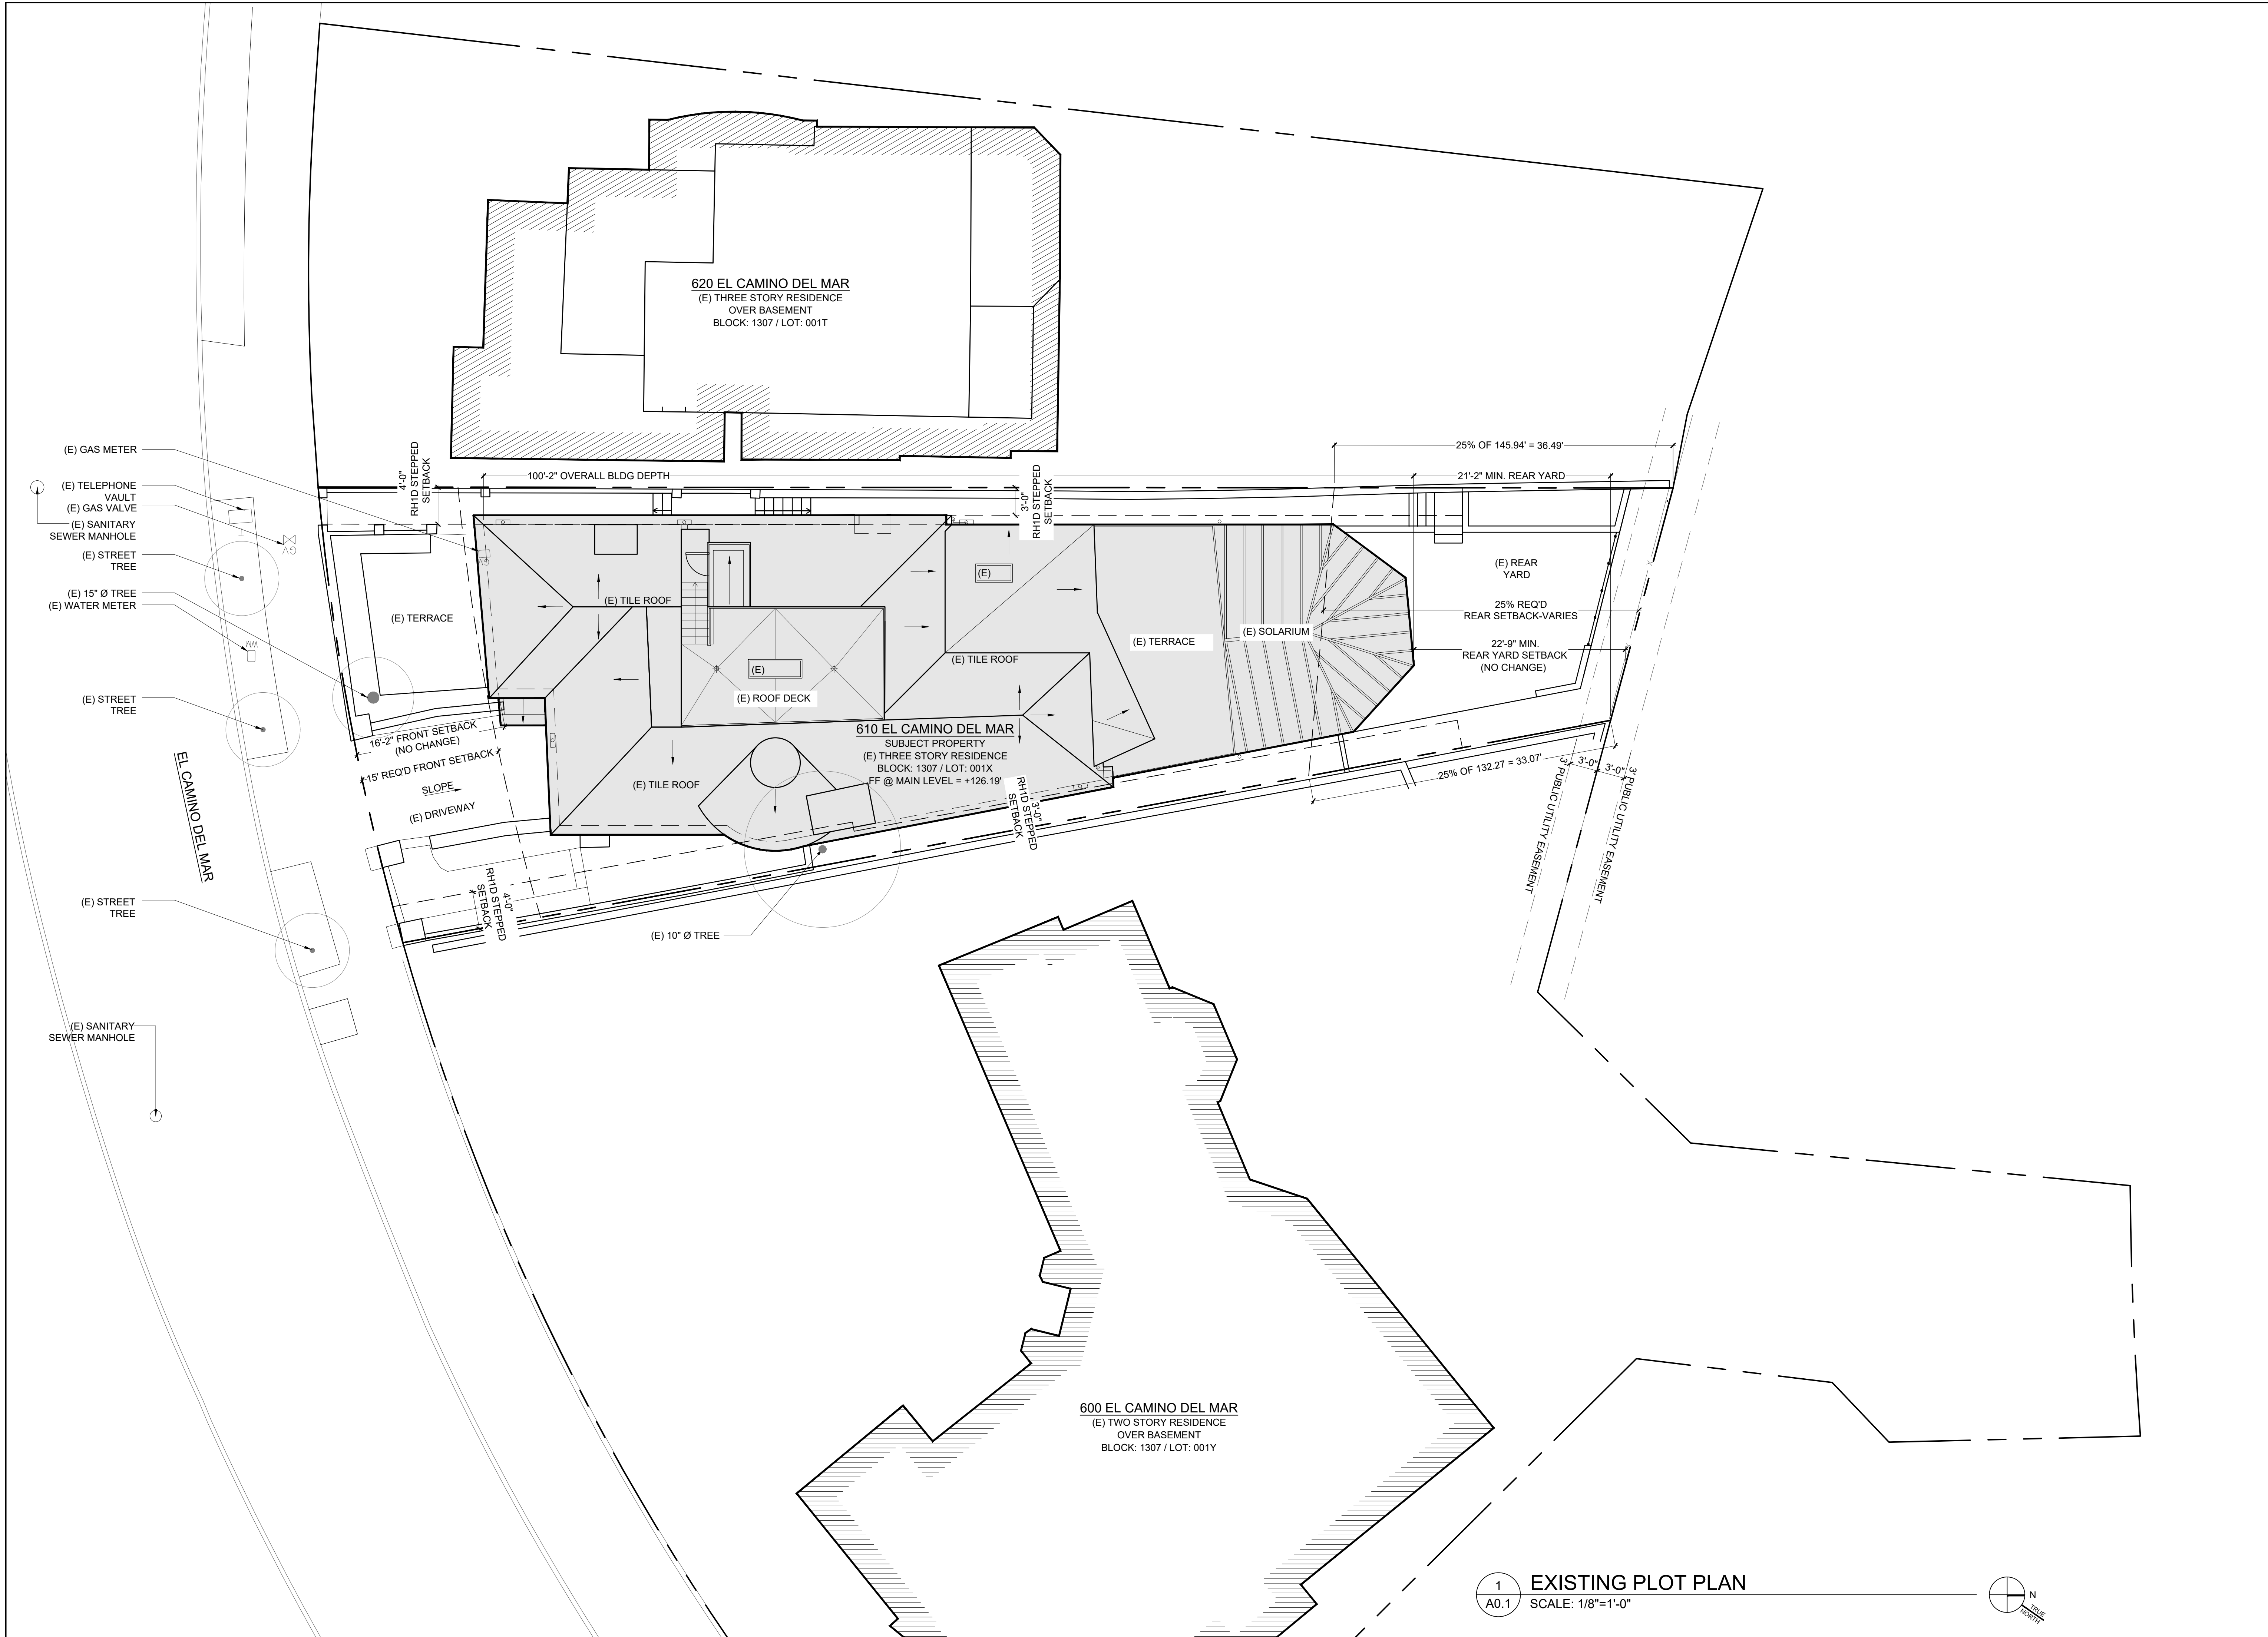 620 EL CAMINO DEL MAR
(E) THREE STORY RESIDENCE
OVER BASEMENT
BLOCK: 1307 / LOT: 001T
(E) GAS METER
(E) TELEPHONE
VAULT
(E) GAS VALVE
(E) SANITARY
SEWER MANHOLE
(E) STREET
TREE
(E) 15" Ø TREE
(E) WATER METER
(E) STREET
TREE
EL CAMINO DEL MAR
(E) STREET
TREE
(E) SANITARY
SEWER MANHOLE
T
GV
WM
4'-0"
RH1D STEPPED
SETBACK
100'-2" OVERALL BLDG DEPTH
3'-0"
RH1D STEPPED
SETBACK
25% OF 145.94' = 36.49'
21'-2" MIN. REAR YARD
(E) TERRACE
(E) TILE ROOF
(E)
(E)
(E) ROOF DECK
(E) TILE ROOF
(E) TERRACE
(E) SOLARIUM
(E) REAR
YARD
25% REQ'D
REAR SETBACK-VARIES
22'-9" MIN.
REAR YARD SETBACK
(NO CHANGE)
16'-2" FRONT SETBACK
(NO CHANGE)
15' REQ'D FRONT SETBACK
SLOPE
(E) DRIVEWAY
(E) TILE ROOF
610 EL CAMINO DEL MAR
SUBJECT PROPERTY
(E) THREE STORY RESIDENCE
BLOCK: 1307 / LOT: 001X
FF @ MAIN LEVEL = +126.19'
3'-0"
RH1D STEPPED
SETBACK
25% OF 132.27 = 33.07'
3'-0"
3'-0"
3' PUBLIC UTILITY EASEMENT
3' PUBLIC UTILITY EASEMENT
4'-0"
RH1D STEPPED
SETBACK
(E) 10" Ø TREE
600 EL CAMINO DEL MAR
(E) TWO STORY RESIDENCE
OVER BASEMENT
BLOCK: 1307 / LOT: 001Y
1
A0.1
EXISTING PLOT PLAN
SCALE: 1/8"=1'-0"
N
TRUE
NORTH